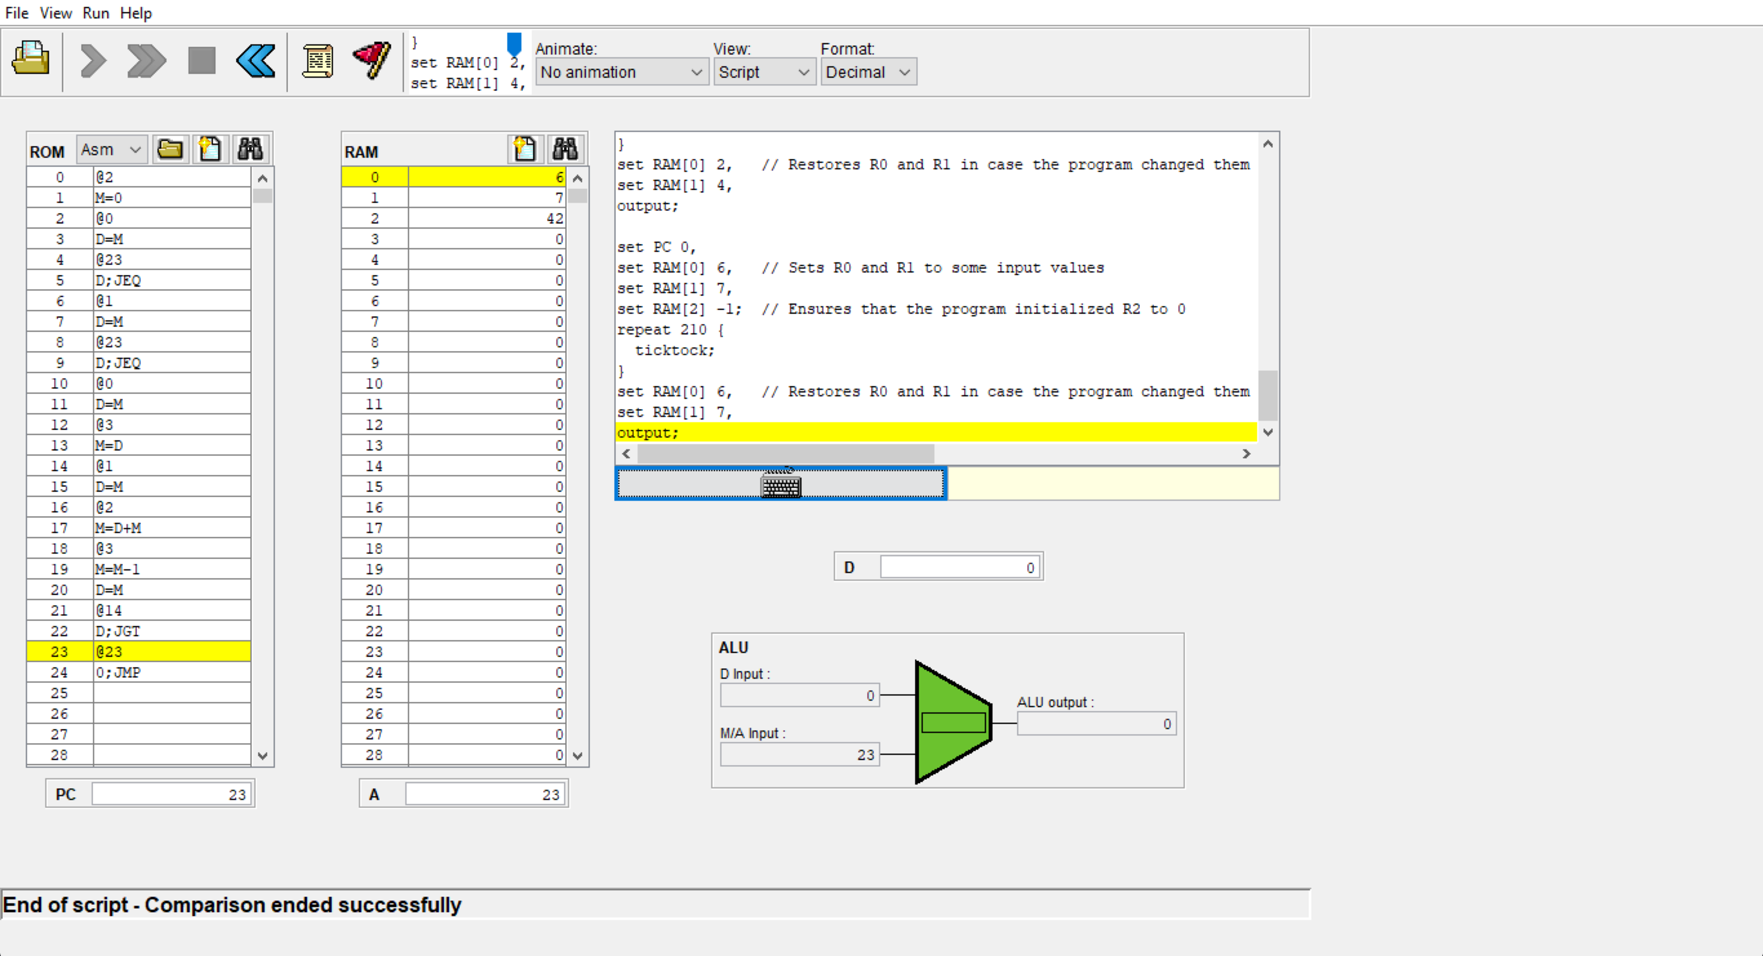 File View Run Help
}
set RAM[0] 2,
set RAM[1] 4,
Animate: View: Format:
No animation Script Decimal
ROM Asm
0 @2
1 M=0
2 @0
3 D=M
4 @23
5 D;JEQ
6 @1
7 D=M
8 @23
9 D;JEQ
10 @0
11 D=M
12 @3
13 M=D
14 @1
15 D=M
16 @2
17 M=D+M
18 @3
19 M=M-1
20 D=M
21 @14
22 D;JGT
23 @23
24 0;JMP
25
26
27
28
PC 23
RAM
0 6
1 7
2 42
3 0
4 0
5 0
6 0
7 0
8 0
9 0
10 0
11 0
12 0
13 0
14 0
15 0
16 0
17 0
18 0
19 0
20 0
21 0
22 0
23 0
24 0
25 0
26 0
27 0
28 0
A 23
}
set RAM[0] 2,   // Restores R0 and R1 in case the program changed them
set RAM[1] 4,
output;
set PC 0,
set RAM[0] 6,   // Sets R0 and R1 to some input values
set RAM[1] 7,
set RAM[2] -1;  // Ensures that the program initialized R2 to 0
repeat 210 {
  ticktock;
}
set RAM[0] 6,   // Restores R0 and R1 in case the program changed them
set RAM[1] 7,
output;
D 0
ALU
D Input :
0
M/A Input :
23
ALU output :
0
End of script - Comparison ended successfully